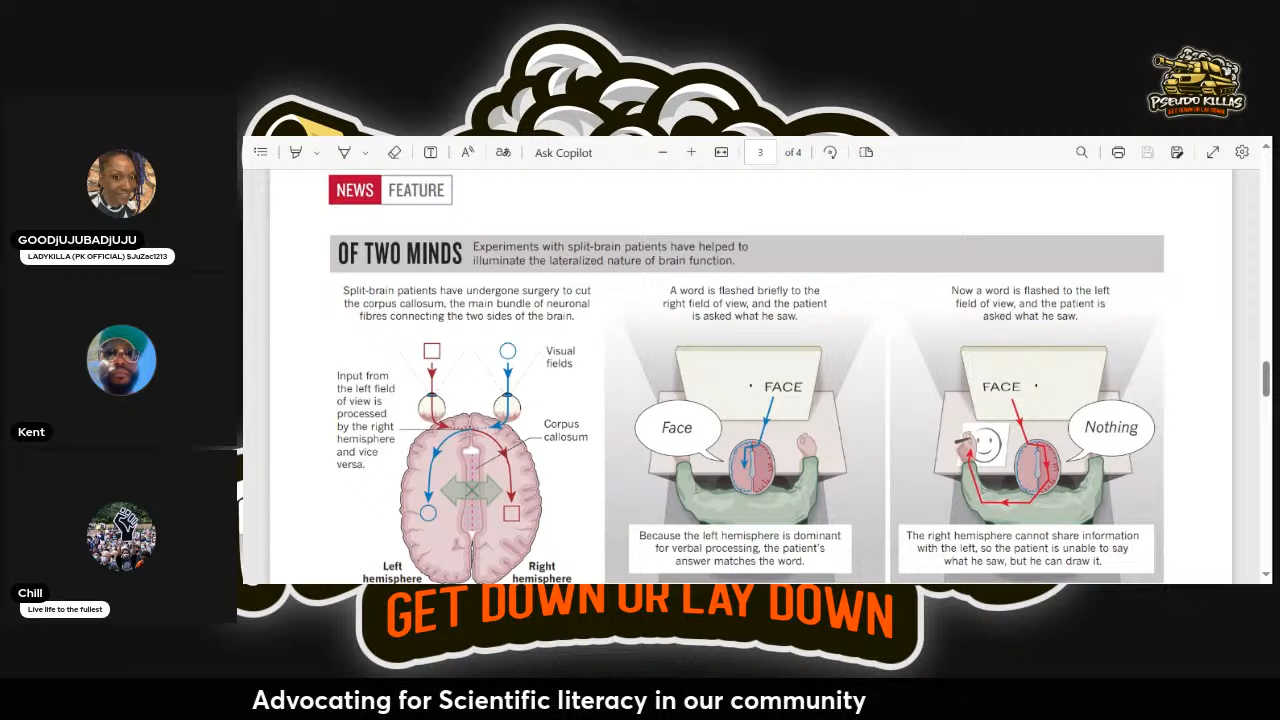 PSEUDO KILLAS
GET DOWN OR LAY DOWN
Ask Copilot
3
of 4
NEWS FEATURE
OF TWO MINDS
Experiments with split-brain patients have helped to
illuminate the lateralized nature of brain function.
Split-brain patients have undergone surgery to cut
the corpus callosum, the main bundle of neuronal
fibres connecting the two sides of the brain.
Visual
fields
Input from
the left field
of view is
processed
by the right
hemisphere
and vice
versa.
Corpus
callosum
Left
hemisphere
Right
hemisphere
A word is flashed briefly to the
right field of view, and the patient
is asked what he saw.
FACE
Face
Because the left hemisphere is dominant
for verbal processing, the patient's
answer matches the word.
Now a word is flashed to the left
field of view, and the patient is
asked what he saw.
FACE
Nothing
The right hemisphere cannot share information
with the left, so the patient is unable to say
what he saw, but he can draw it.
GOODjUJUBADjUJU
LADYKILLA (PK OFFICIAL) $JuZac1213
Kent
Chill
Live life to the fullest
GET DOWN OR LAY DOWN
Advocating for Scientific literacy in our community